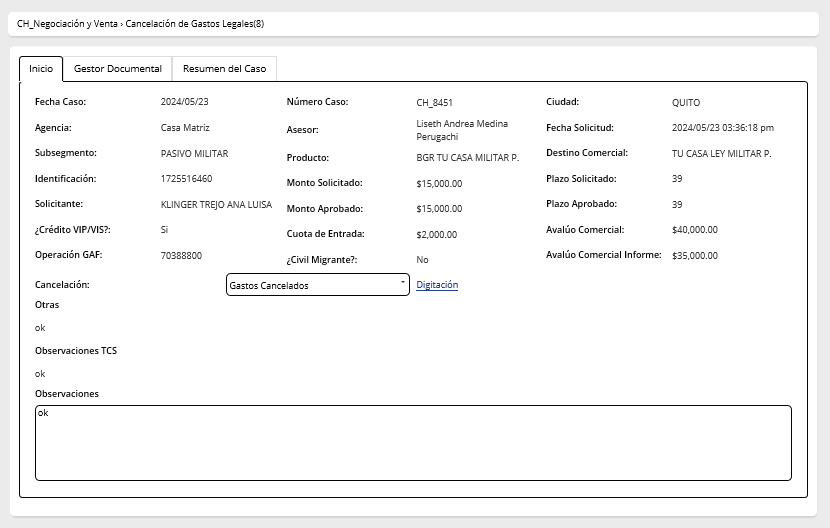 CH_Negociación y Venta › Cancelación de Gastos Legales(8)
Inicio Gestor Documental Resumen del Caso
Fecha Caso: 2024/05/23 Número Caso: CH_8451 Ciudad: QUITO
Agencia: Casa Matriz Asesor: Liseth Andrea Medina Perugachi Fecha Solicitud: 2024/05/23 03:36:18 pm
Subsegmento: PASIVO MILITAR Producto: BGR TU CASA MILITAR P. Destino Comercial: TU CASA LEY MILITAR P.
Identificación: 1725516460 Monto Solicitado: $15,000.00 Plazo Solicitado: 39
Solicitante: KLINGER TREJO ANA LUISA Monto Aprobado: $15,000.00 Plazo Aprobado: 39
¿Crédito VIP/VIS?: Si Cuota de Entrada: $2,000.00 Avalúo Comercial: $40,000.00
Operación GAF: 70388800 ¿Civil Migrante?: No Avalúo Comercial Informe: $35,000.00
Cancelación: Gastos Cancelados Digitación
Otras
ok
Observaciones TCS
ok
Observaciones
ok